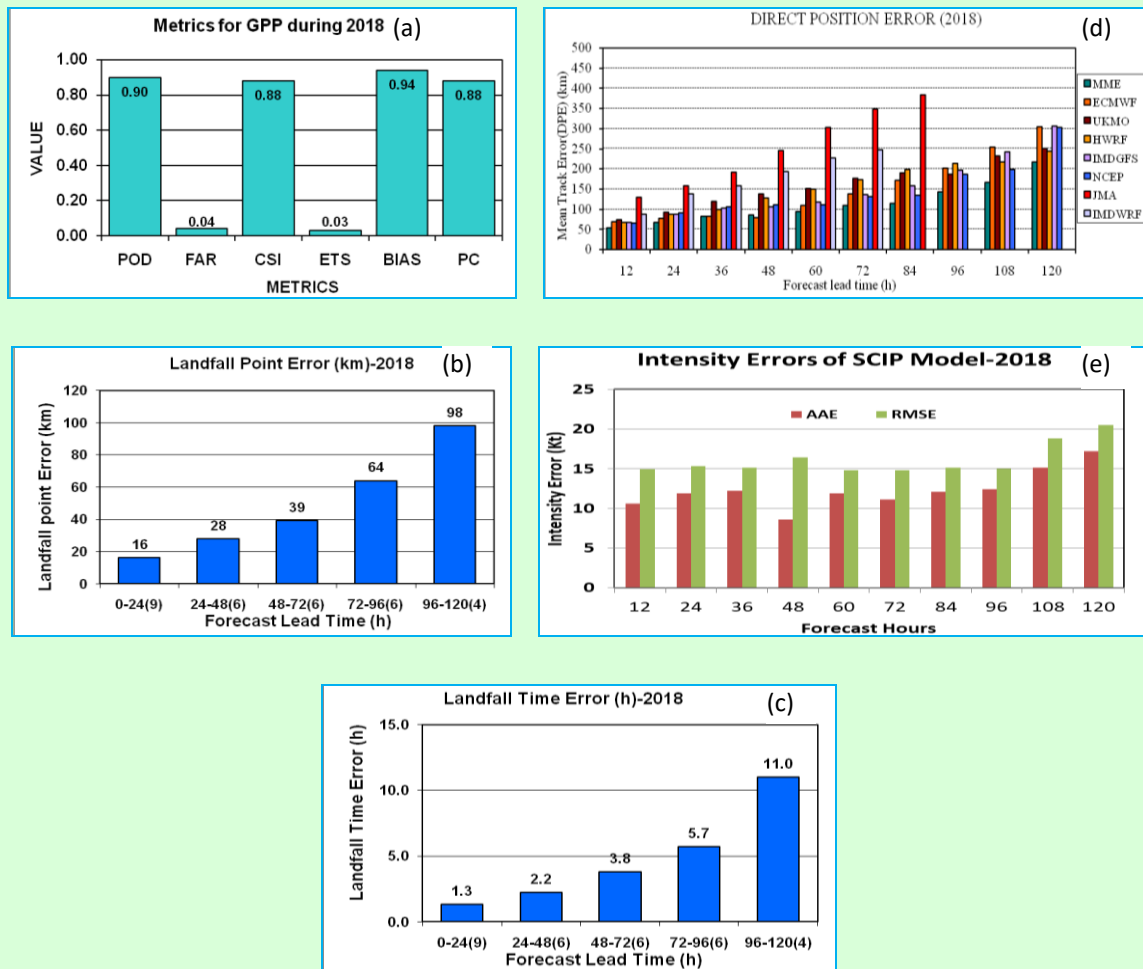 Metrics for GPP during 2018 (a)
VALUE
1.00
0.80
0.60
0.40
0.20
0.00
0.90
0.04
0.88
0.03
0.94
0.88
POD FAR CSI ETS BIAS PC
METRICS
DIRECT POSITION ERROR (2018) (d)
Mean Track Error(DPE) (km)
500
450
400
350
300
250
200
150
100
50
0
12 24 36 48 60 72 84 96 108 120
Forecast lead time (h)
MME
ECMWF
UKMO
HWRF
IMDGFS
NCEP
JMA
IMDWRF
Landfall Point Error (km)-2018 (b)
Landfall point Error (km)
120
100
80
60
40
20
0
16
28
39
64
98
0-24(9) 24-48(6) 48-72(6) 72-96(6) 96-120(4)
Forecast Lead Time (h)
Intensity Errors of SCIP Model-2018 (e)
Intensity Error (Kt)
AAE RMSE
25
20
15
10
5
0
12 24 36 48 60 72 84 96 108 120
Forecast Hours
Landfall Time Error (h)-2018 (c)
Landfall Time Error (h)
15.0
10.0
5.0
0.0
1.3
2.2
3.8
5.7
11.0
0-24(9) 24-48(6) 48-72(6) 72-96(6) 96-120(4)
Forecast Lead Time (h)